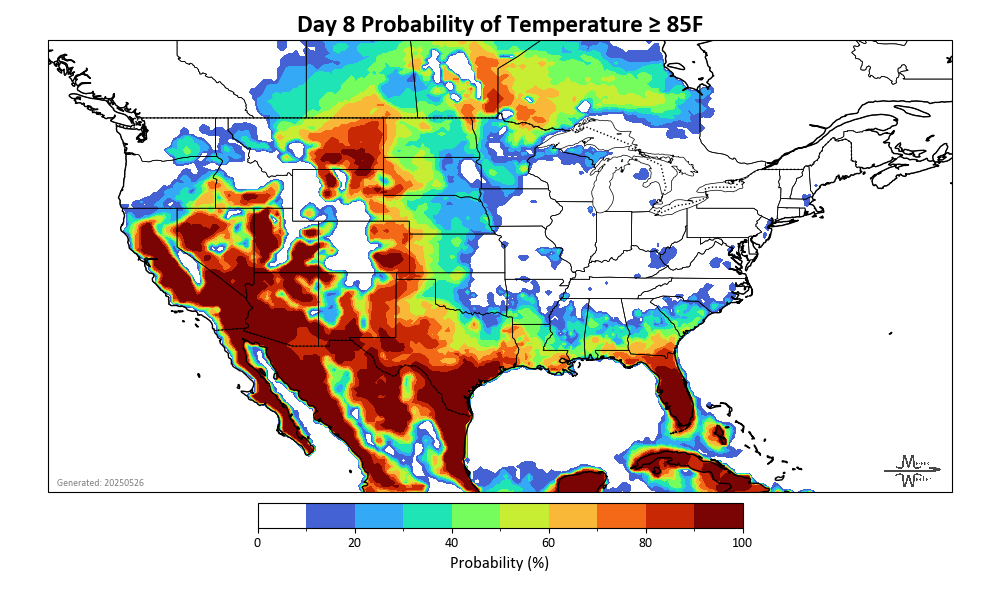 Day 8 Probability of Temperature ≥ 85F
Generated: 20250526
0 20 40 60 80 100
Probability (%)